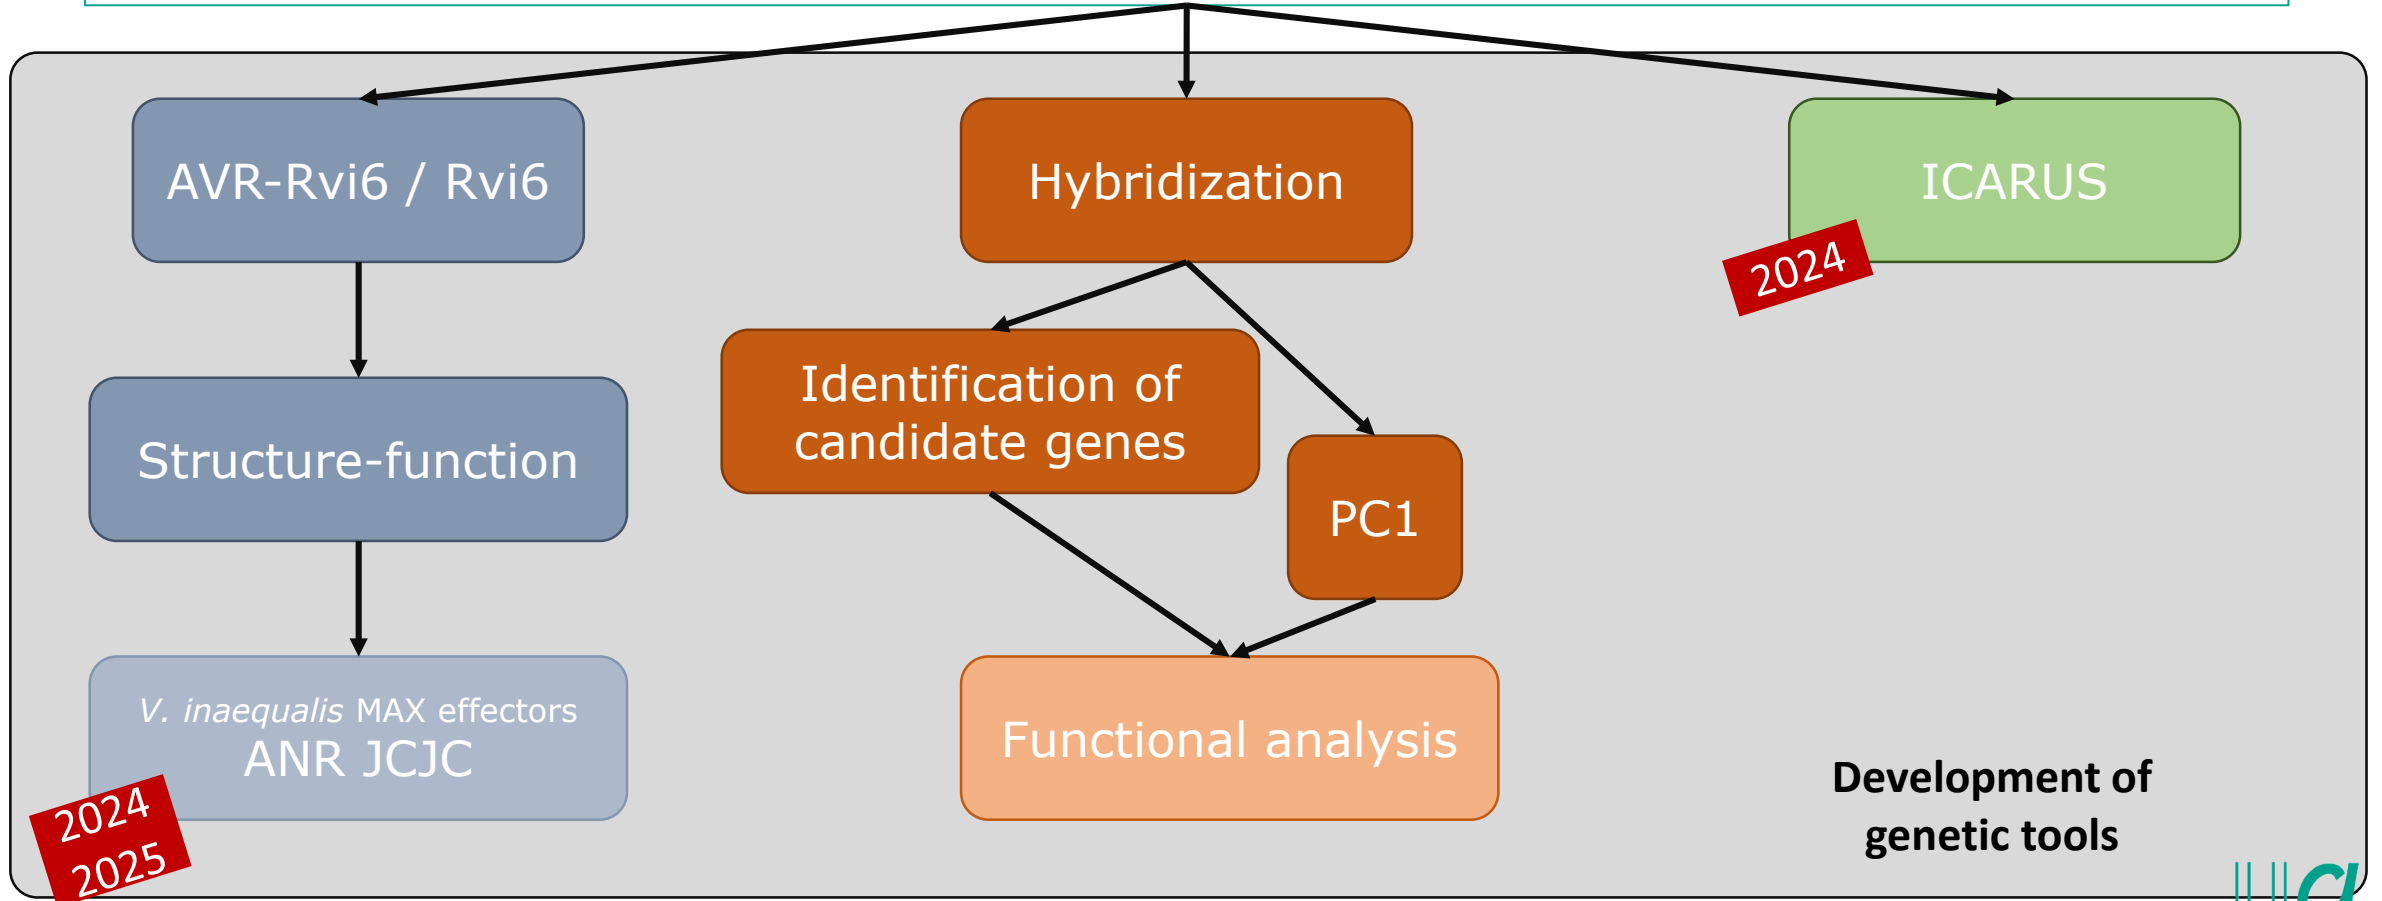 AVR-Rvi6 / Rvi6
Hybridization
ICARUS
2024
Identification of
candidate genes
Structure-function
PC1
V. inaequalis MAX effectors
ANR JCJC
Functional analysis
2024
2025
Development of
genetic tools